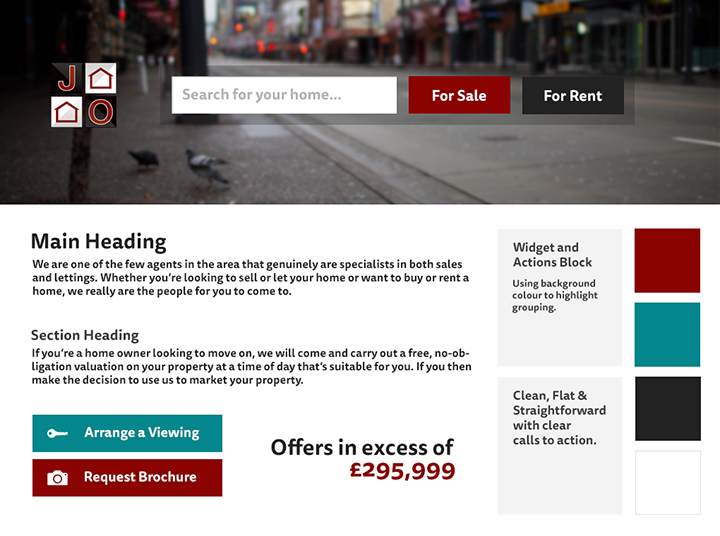 J
O
Search for your home...
For Sale
For Rent
Main Heading
We are one of the few agents in the area that genuinely are specialists in both sales
and lettings. Whether you're looking to sell or let your home or want to buy or rent a
home, we really are the people for you to come to.
Section Heading
If you're a home owner looking to move on, we will come and carry out a free, no-ob-
ligation valuation on your property at a time of day that's suitable for you. If you then
make the decision to use us to market your property.
Arrange a Viewing
Request Brochure
Offers in excess of
£295,999
Widget and
Actions Block
Using background
colour to highlight
grouping.
Clean, Flat &
Straightforward
with clear
calls to action.